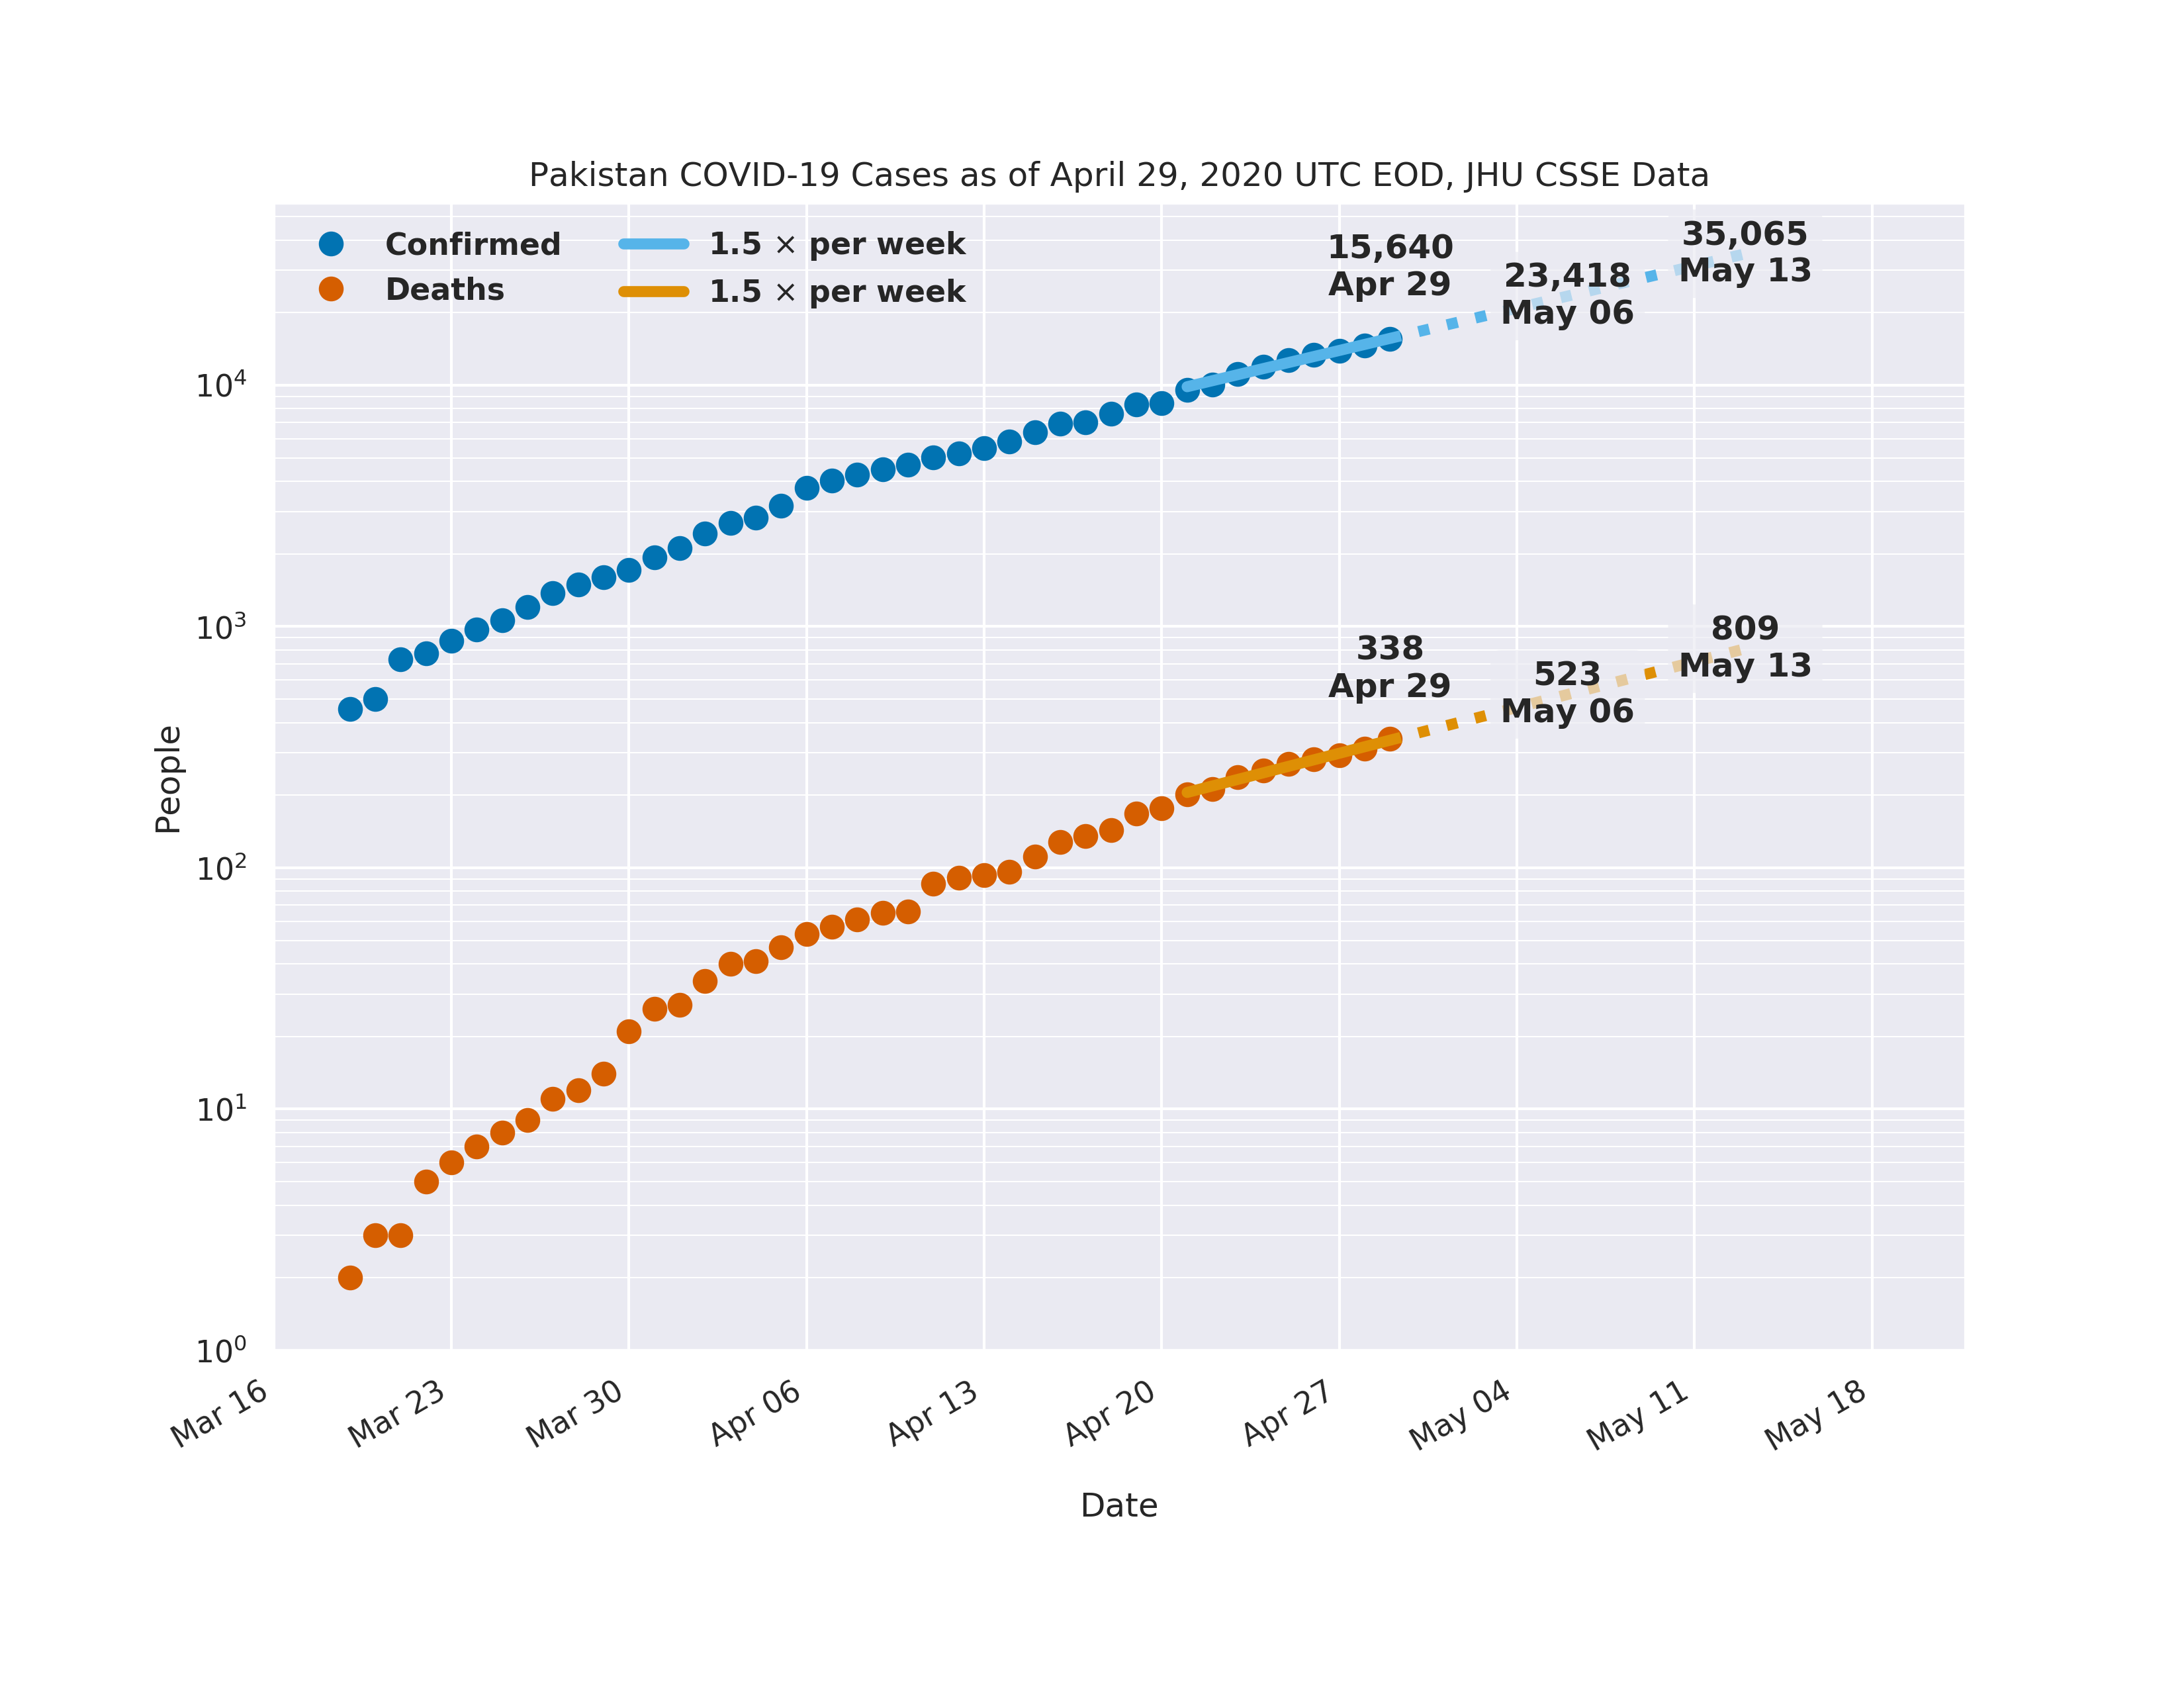 Pakistan COVID-19 Cases as of April 29, 2020 UTC EOD, JHU CSSE Data
Confirmed
Deaths
1.5 × per week
1.5 × per week
15,640
Apr 29
23,418
May 06
35,065
May 13
338
Apr 29
523
May 06
809
May 13
People
10⁴
10³
10²
10¹
10⁰
Mar 16
Mar 23
Mar 30
Apr 06
Apr 13
Apr 20
Apr 27
May 04
May 11
May 18
Date